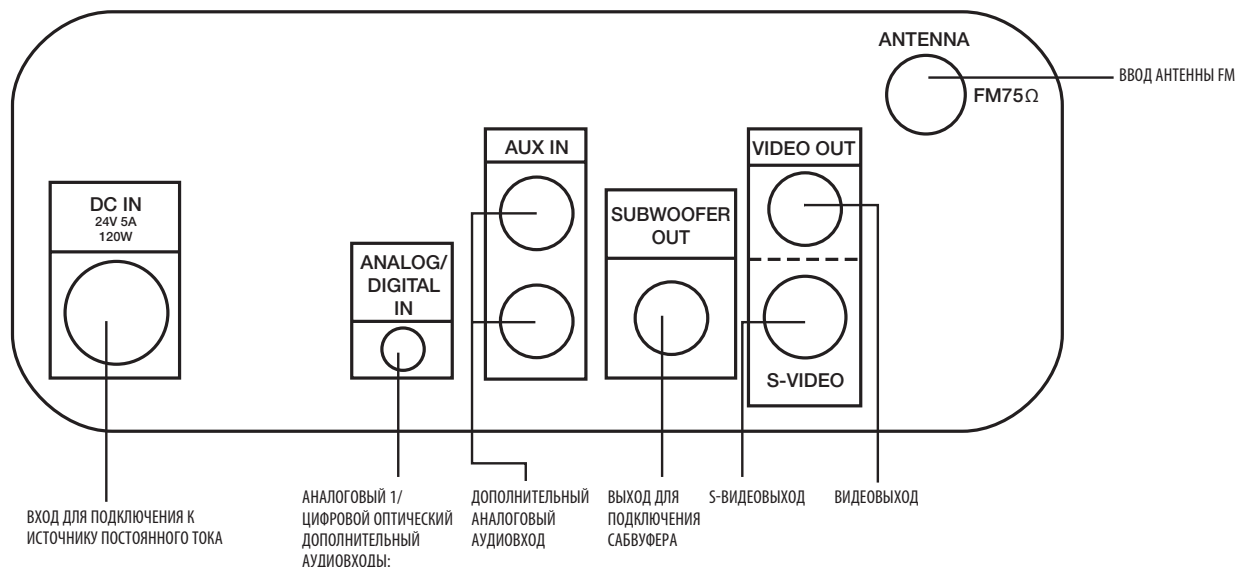 ANTENNA
FM75Ω
ВВОД АНТЕННЫ FM
AUX IN
VIDEO OUT
DC IN
24V 5A
120W
SUBWOOFER
OUT
ANALOG/
DIGITAL
IN
S-VIDEO
ВХОД ДЛЯ ПОДКЛЮЧЕНИЯ К
ИСТОЧНИКУ ПОСТОЯННОГО ТОКА
АНАЛОГОВЫЙ 1/
ЦИФРОВОЙ ОПТИЧЕСКИЙ
ДОПОЛНИТЕЛЬНЫЙ
АУДИОВХОДЫ:
ДОПОЛНИТЕЛЬНЫЙ
АНАЛОГОВЫЙ
АУДИОВХОД
ВЫХОД ДЛЯ
ПОДКЛЮЧЕНИЯ
САБВУФЕРА
S-ВИДЕОВЫХОД
ВИДЕОВЫХОД